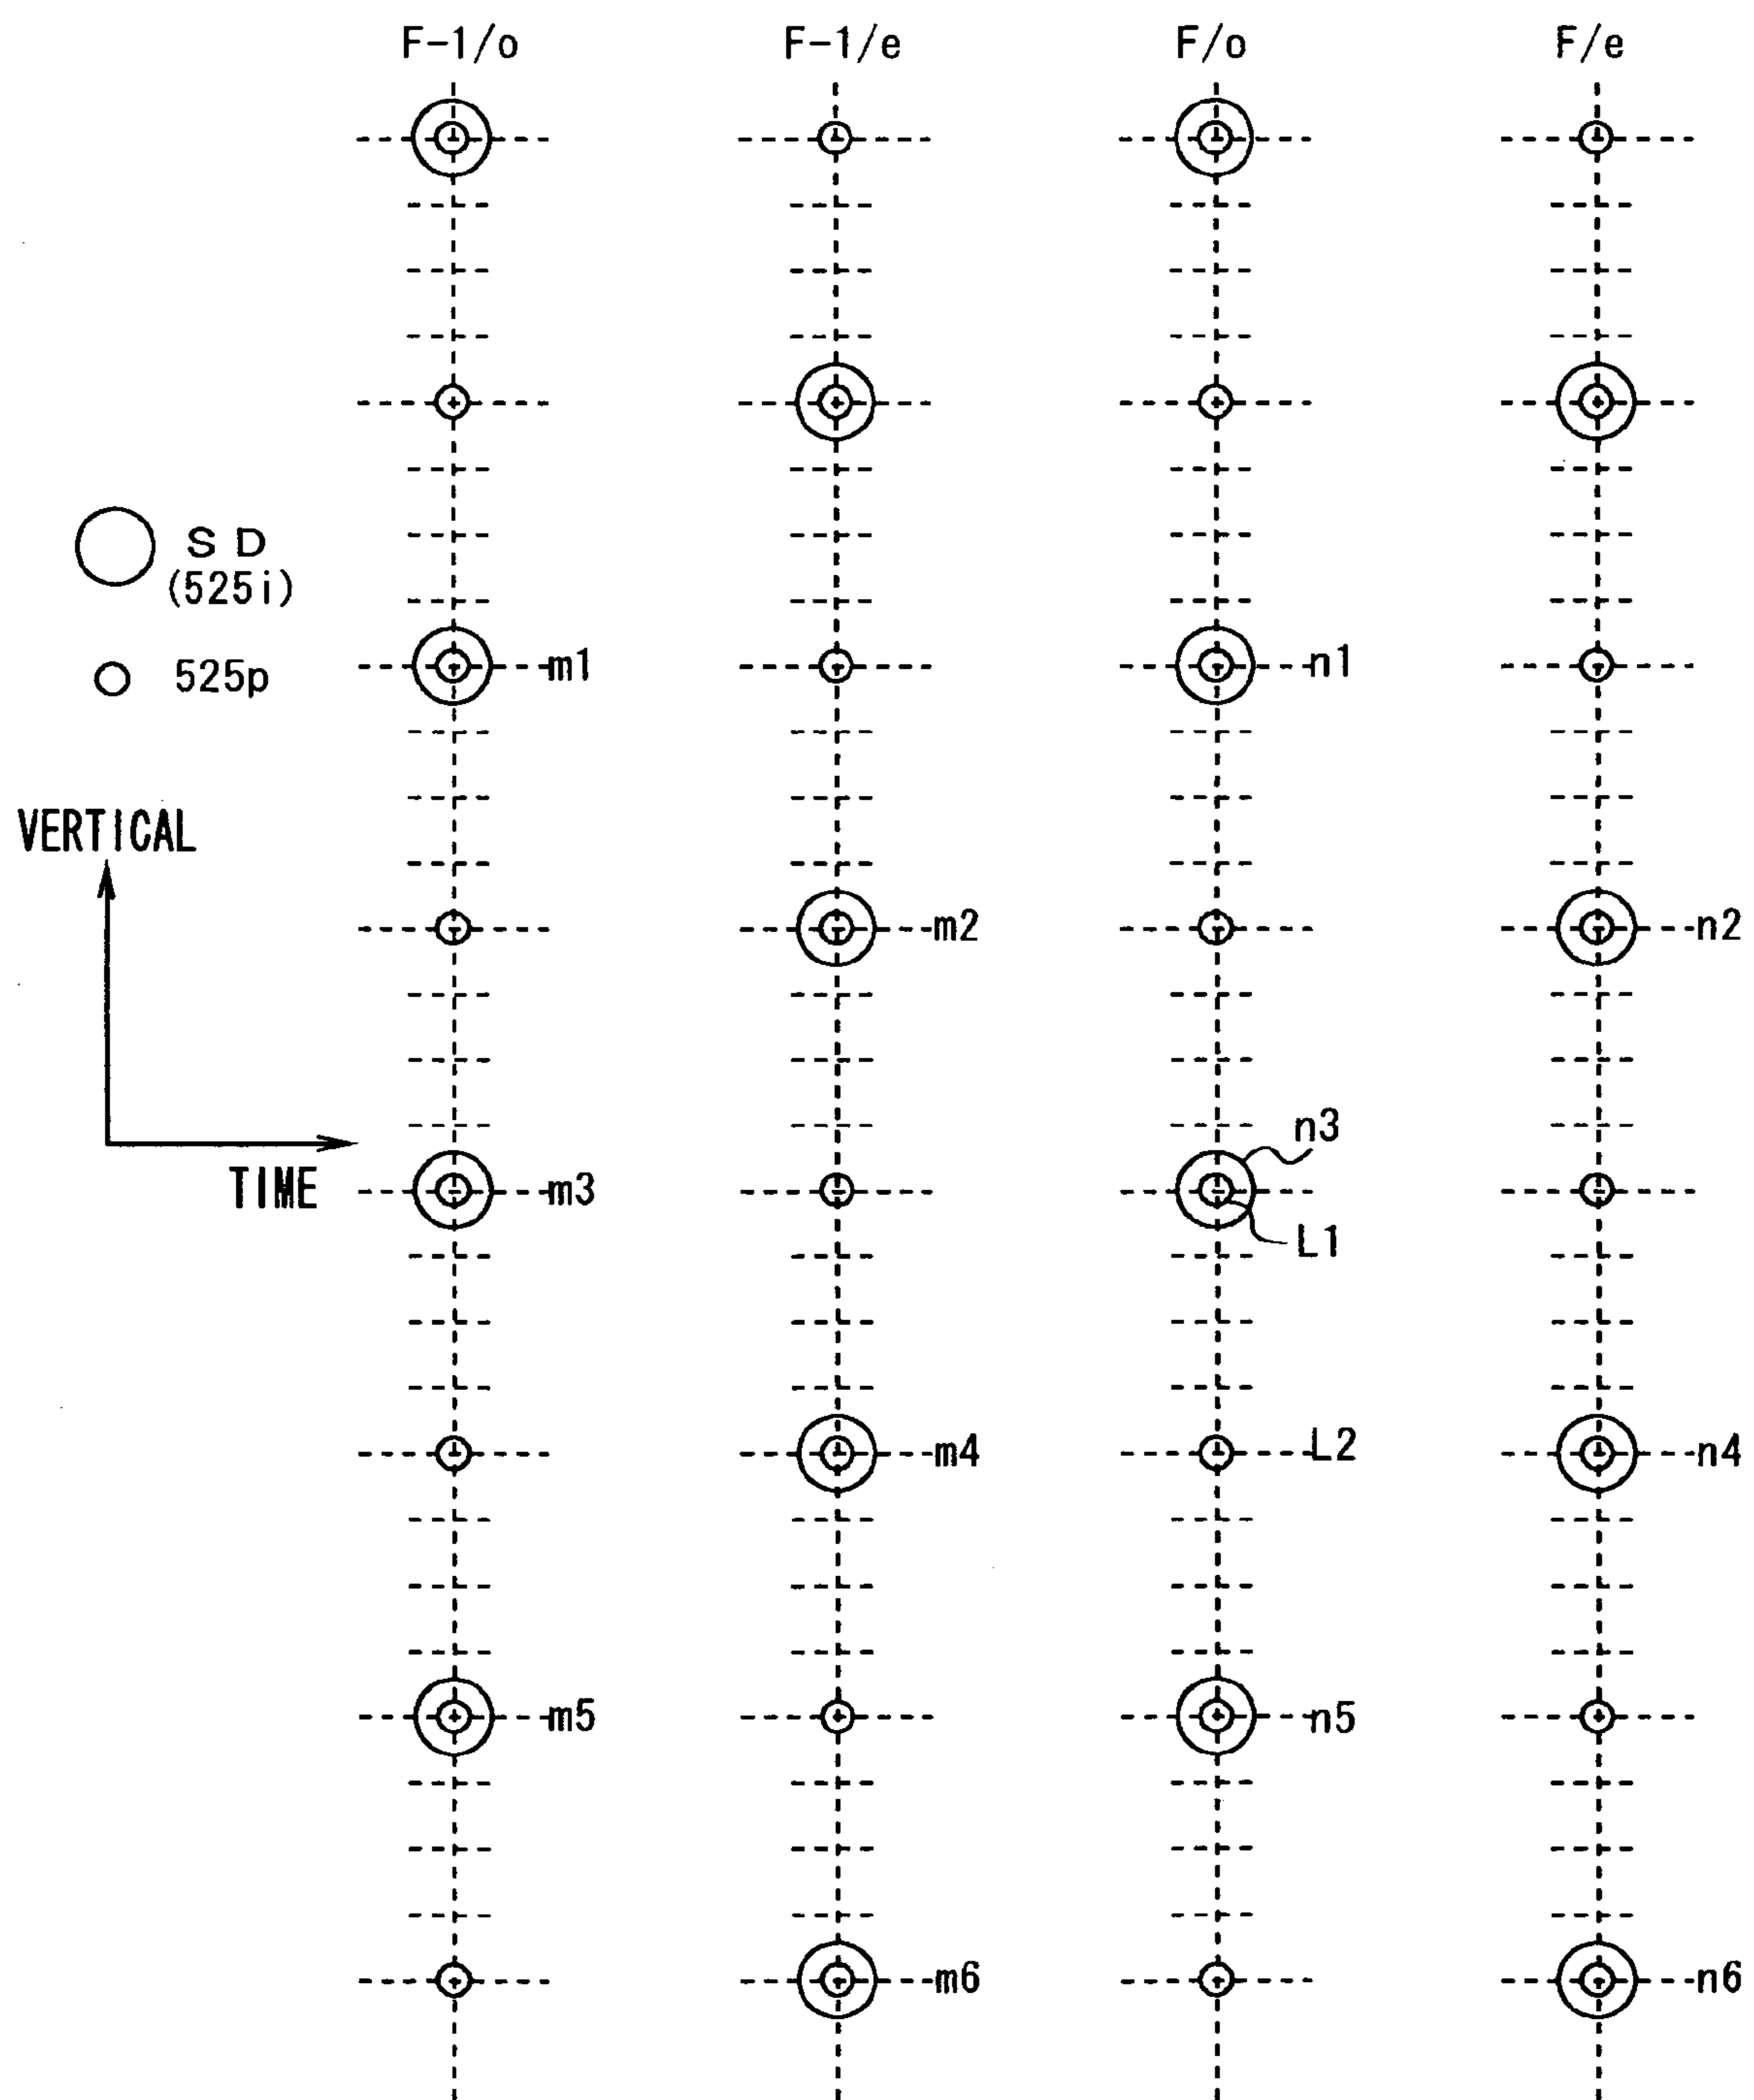 F-1/o F-1/e F/o F/e
S D
(525i)
m1 n1
525p
VERTICAL
m2 n2
n3
TIME m3
L1
m4 L2 n4
m5 n5
m6 n6